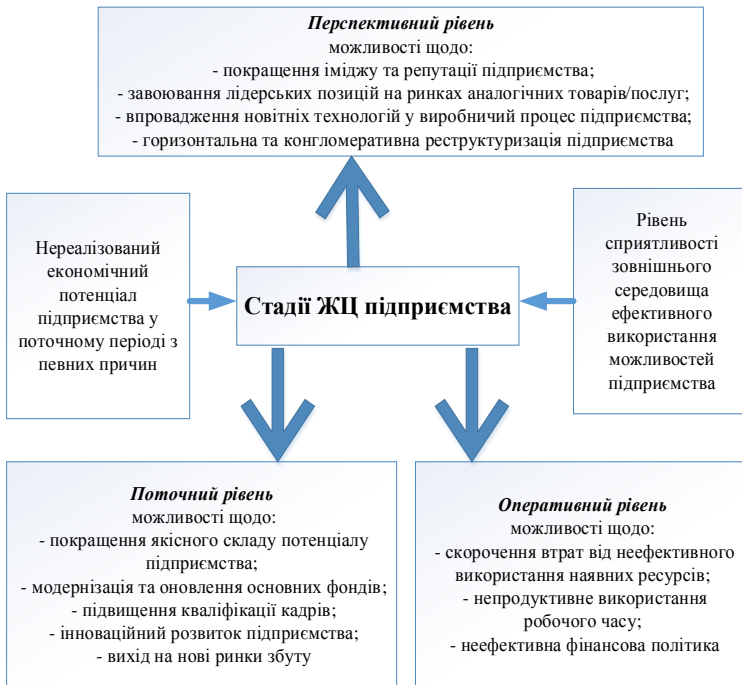 Перспективний рівень
можливості щодо:
- покращення іміджу та репутації підприємства;
- завоювання лідерських позицій на ринках аналогічних товарів/послуг;
- впровадження новітніх технологій у виробничий процес підприємства;
- горизонтальна та конгломеративна реструктуризація підприємства
Нереалізований
економічний
потенціал
підприємства у
поточному періоді з
певних причин
Стадії ЖЦ підприємства
Рівень
сприятливості
зовнішнього
середовища
ефективного
використання
можливостей
підприємства
Поточний рівень
можливості щодо:
- покращення якісного складу потенціалу
підприємства;
- модернізація та оновлення основних фондів;
- підвищення кваліфікації кадрів;
- інноваційний розвиток підприємства;
- вихід на нові ринки збуту
Оперативний рівень
можливості щодо:
- скорочення втрат від неефективного
використання наявних ресурсів;
- непродуктивне використання
робочого часу;
- неефективна фінансова політика